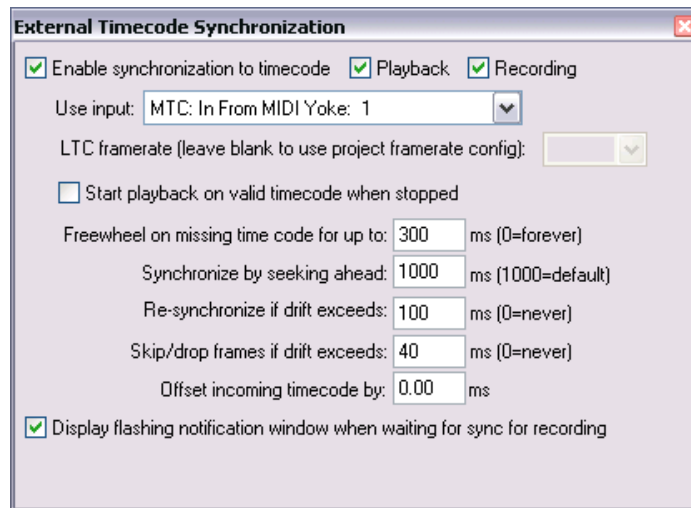 External Timecode Synchronization
Enable synchronization to timecode Playback Recording
Use input: MTC: In From MIDI Yoke: 1
LTC framerate (leave blank to use project framerate config):
Start playback on valid timecode when stopped
Freewheel on missing time code for up to: 300 ms (0=forever)
Synchronize by seeking ahead: 1000 ms (1000=default)
Re-synchronize if drift exceeds: 100 ms (0=never)
Skip/drop frames if drift exceeds: 40 ms (0=never)
Offset incoming timecode by: 0.00 ms
Display flashing notification window when waiting for sync for recording